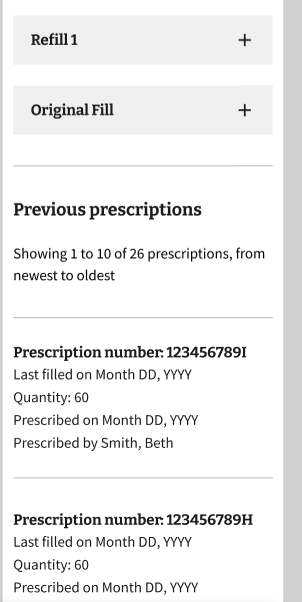 Refill 1
Original Fill
Previous prescriptions
Showing 1 to 10 of 26 prescriptions, from
newest to oldest
Prescription number: 123456789I
Last filled on Month DD, YYYY
Quantity: 60
Prescribed on Month DD, YYYY
Prescribed by Smith, Beth
Prescription number: 123456789H
Last filled on Month DD, YYYY
Quantity: 60
Prescribed on Month DD, YYYY